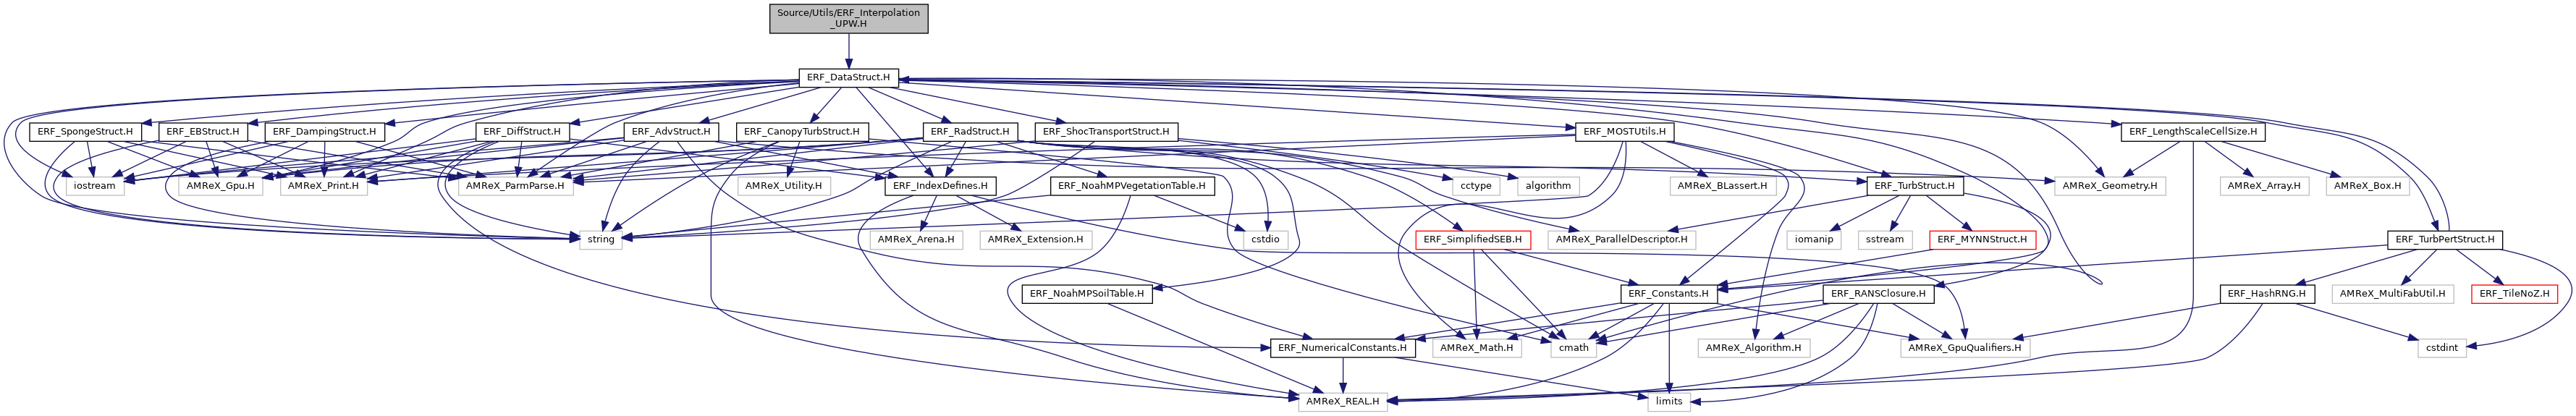 Source/Utils/ERF_Interpolation
_UPW.H
ERF_DataStruct.H
ERF_SpongeStruct.H
ERF_EBStruct.H
ERF_DampingStruct.H
ERF_DiffStruct.H
ERF_AdvStruct.H
ERF_CanopyTurbStruct.H
ERF_RadStruct.H
ERF_ShocTransportStruct.H
ERF_MOSTUtils.H
ERF_LengthScaleCellSize.H
iostream
AMReX_Gpu.H
AMReX_Print.H
AMReX_ParmParse.H
AMReX_Utility.H
ERF_IndexDefines.H
ERF_NoahMPVegetationTable.H
cctype
algorithm
AMReX_BLassert.H
ERF_TurbStruct.H
AMReX_Geometry.H
AMReX_Array.H
AMReX_Box.H
string
AMReX_Arena.H
AMReX_Extension.H
cstdio
ERF_SimplifiedSEB.H
AMReX_ParallelDescriptor.H
iomanip
sstream
ERF_MYNNStruct.H
ERF_TurbPertStruct.H
ERF_NoahMPSoilTable.H
ERF_Constants.H
ERF_RANSClosure.H
ERF_HashRNG.H
AMReX_MultiFabUtil.H
ERF_TileNoZ.H
ERF_NumericalConstants.H
AMReX_Math.H
cmath
AMReX_Algorithm.H
AMReX_GpuQualifiers.H
cstdint
AMReX_REAL.H
limits